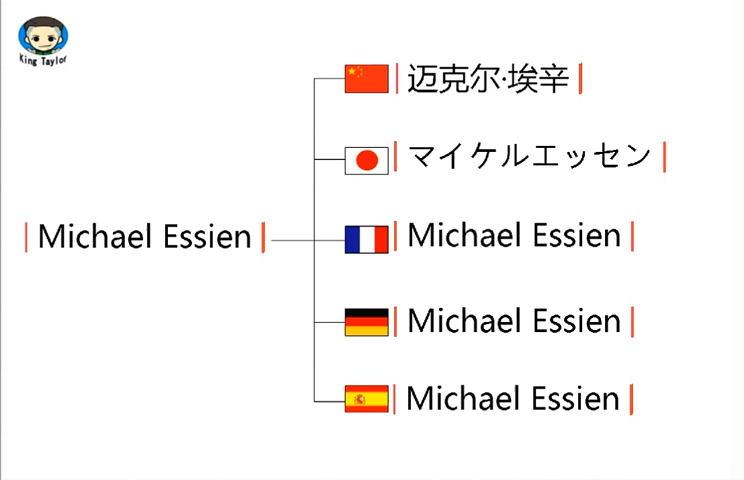 King Taylor
迈克尔·埃辛
マイケルエッセン
Michael Essien
Michael Essien
Michael Essien
Michael Essien